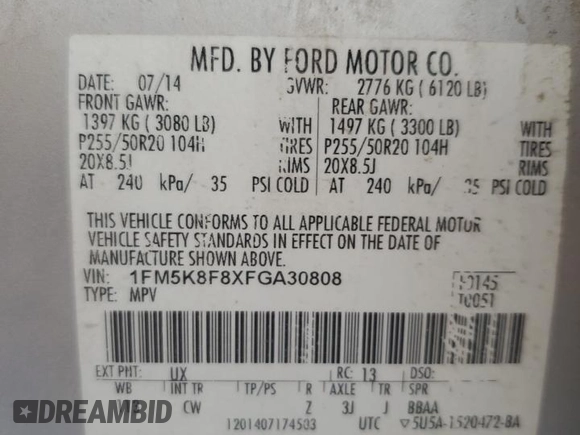 MFD. BY FORD MOTOR CO.
DATE: 07/14 GVWR: 2776 KG ( 6120 LB)
FRONT GAWR: REAR GAWR:
1397 KG ( 3080 LB) WITH 1497 KG ( 3300 LB) WITH
P255/50R20 104H TIRES P255/50R20 104H TIRES
20X8.5J RIMS 20X8.5J RIMS
AT 240 kPa/ 35 PSI COLD AT 240 kPa/ 35 PSI COLD
THIS VEHICLE CONFORMS TO ALL APPLICABLE FEDERAL MOTOR
VEHICLE SAFETY STANDARDS IN EFFECT ON THE DATE OF
MANUFACTURE SHOWN ABOVE.
VIN: 1FM5K8F8XFGA30808
TYPE: MPV T0051
EXT PNT: UX RC: 13 DSO:
WB INT TR TP/PS R AXLE TR SPR
CW Z 3J J BBAA
1201407174503 UTC ▽5U5A-1520472-BA
DREAMBID
AUTO AUCTIONS